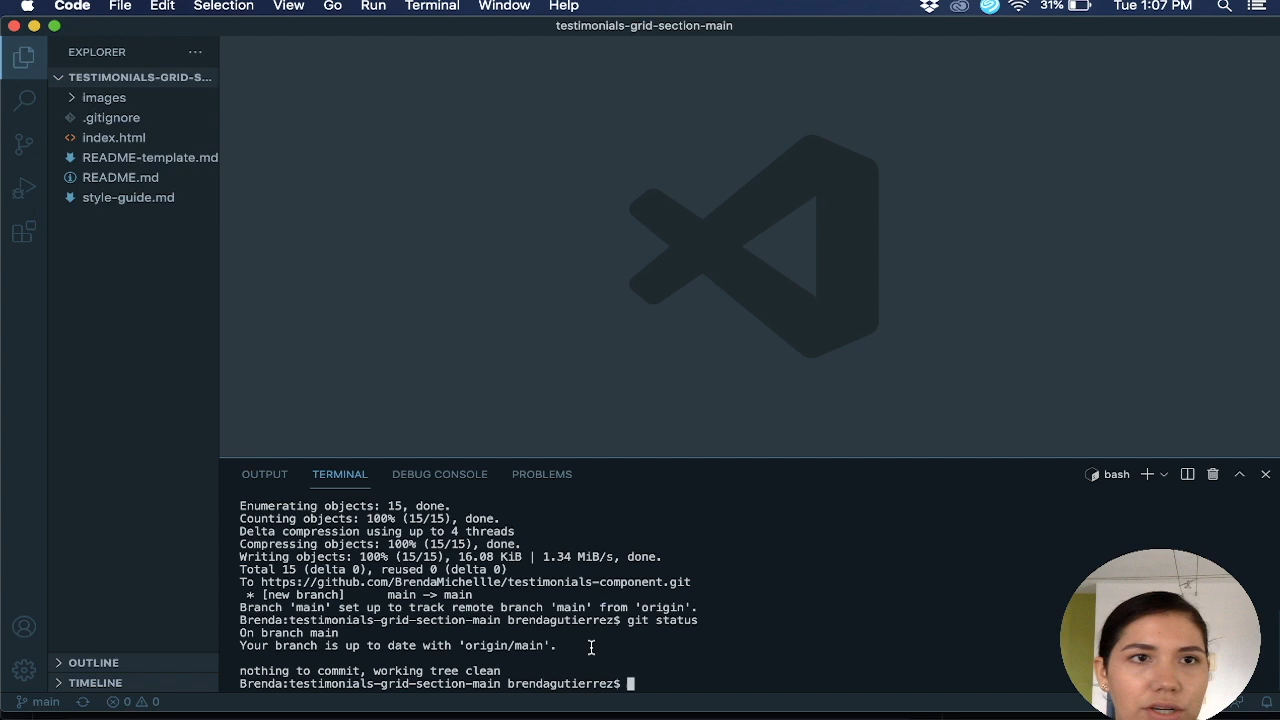 Code File Edit Selection View Go Run Terminal Window Help 31% Tue 1:07 PM
testimonials-grid-section-main
EXPLORER
TESTIMONIALS-GRID-S...
images
.gitignore
index.html
README-template.md
README.md
style-guide.md
OUTPUT TERMINAL DEBUG CONSOLE PROBLEMS bash
Enumerating objects: 15, done.
Counting objects: 100% (15/15), done.
Delta compression using up to 4 threads
Compressing objects: 100% (15/15), done.
Writing objects: 100% (15/15), 16.08 KiB | 1.34 MiB/s, done.
Total 15 (delta 0), reused 0 (delta 0)
To https://github.com/BrendaMichellle/testimonials-component.git
* [new branch] main -> main
Branch 'main' set up to track remote branch 'main' from 'origin'.
Brenda:testimonials-grid-section-main brendagutierrez$ git status
On branch main
Your branch is up to date with 'origin/main'.
nothing to commit, working tree clean
Brenda:testimonials-grid-section-main brendagutierrez$
OUTLINE
TIMELINE
main 0 0